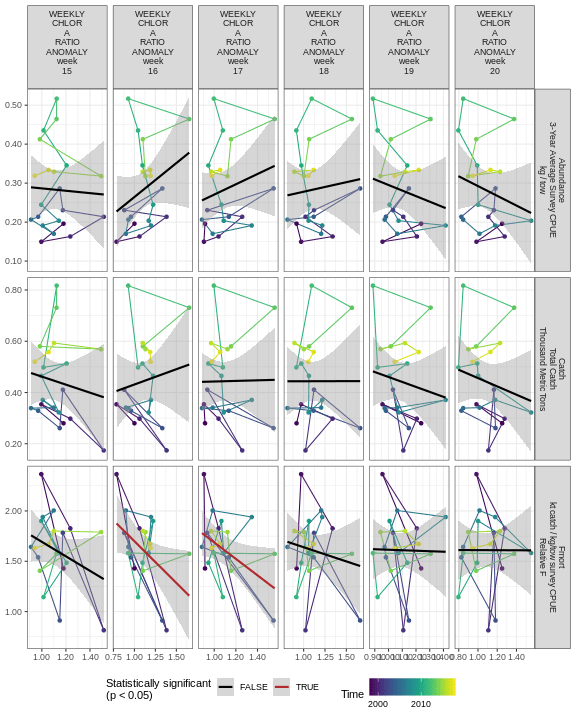 WEEKLY
CHLOR
A
RATIO
ANOMALY
week
15
WEEKLY
CHLOR
A
RATIO
ANOMALY
week
16
WEEKLY
CHLOR
A
RATIO
ANOMALY
week
17
WEEKLY
CHLOR
A
RATIO
ANOMALY
week
18
WEEKLY
CHLOR
A
RATIO
ANOMALY
week
19
WEEKLY
CHLOR
A
RATIO
ANOMALY
week
20
0.50
0.40
0.30
0.20
0.10
Abundance
3-Year Average Survey CPUE
kg / tow
0.80
0.60
0.40
0.20
Catch
Total Catch
Thousand Metric Tons
2.00
1.50
1.00
Fmort
Relative F
kt catch / kg/tow survey CPUE
1.00 1.20 1.40
0.75 1.00 1.25 1.50
1.00 1.20 1.40
1.00 1.20 1.40
0.90 1.00 1.10 1.20 1.30 1.40
0.80 1.00 1.20 1.40
Statistically significant
(p < 0.05)
FALSE
TRUE
Time
2000 2010